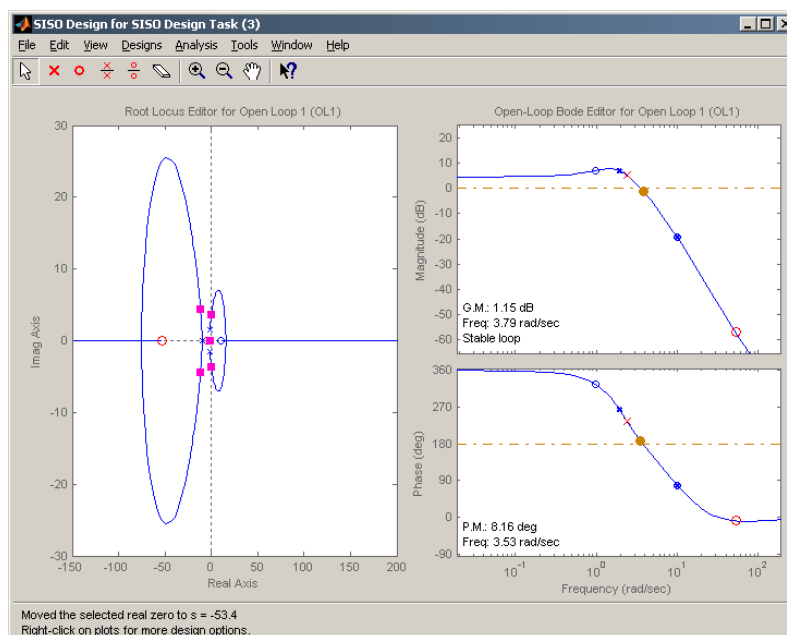 SISO Design for SISO Design Task (3)
File Edit View Designs Analysis Tools Window Help
Root Locus Editor for Open Loop 1 (OL1)
30
20
10
0
-10
-20
-30
-150 -100 -50 0 50 100 150 200
Imag Axis
Real Axis
Open-Loop Bode Editor for Open Loop 1 (OL1)
20
10
0
-10
-20
-30
-40
-50
-60
Magnitude (dB)
G.M.: 1.15 dB
Freq: 3.79 rad/sec
Stable loop
360
270
180
90
0
-90
Phase (deg)
P.M.: 8.16 deg
Freq: 3.53 rad/sec
10-1 100 101 102
Frequency (rad/sec)
Moved the selected real zero to s = -53.4
Right-click on plots for more design options.